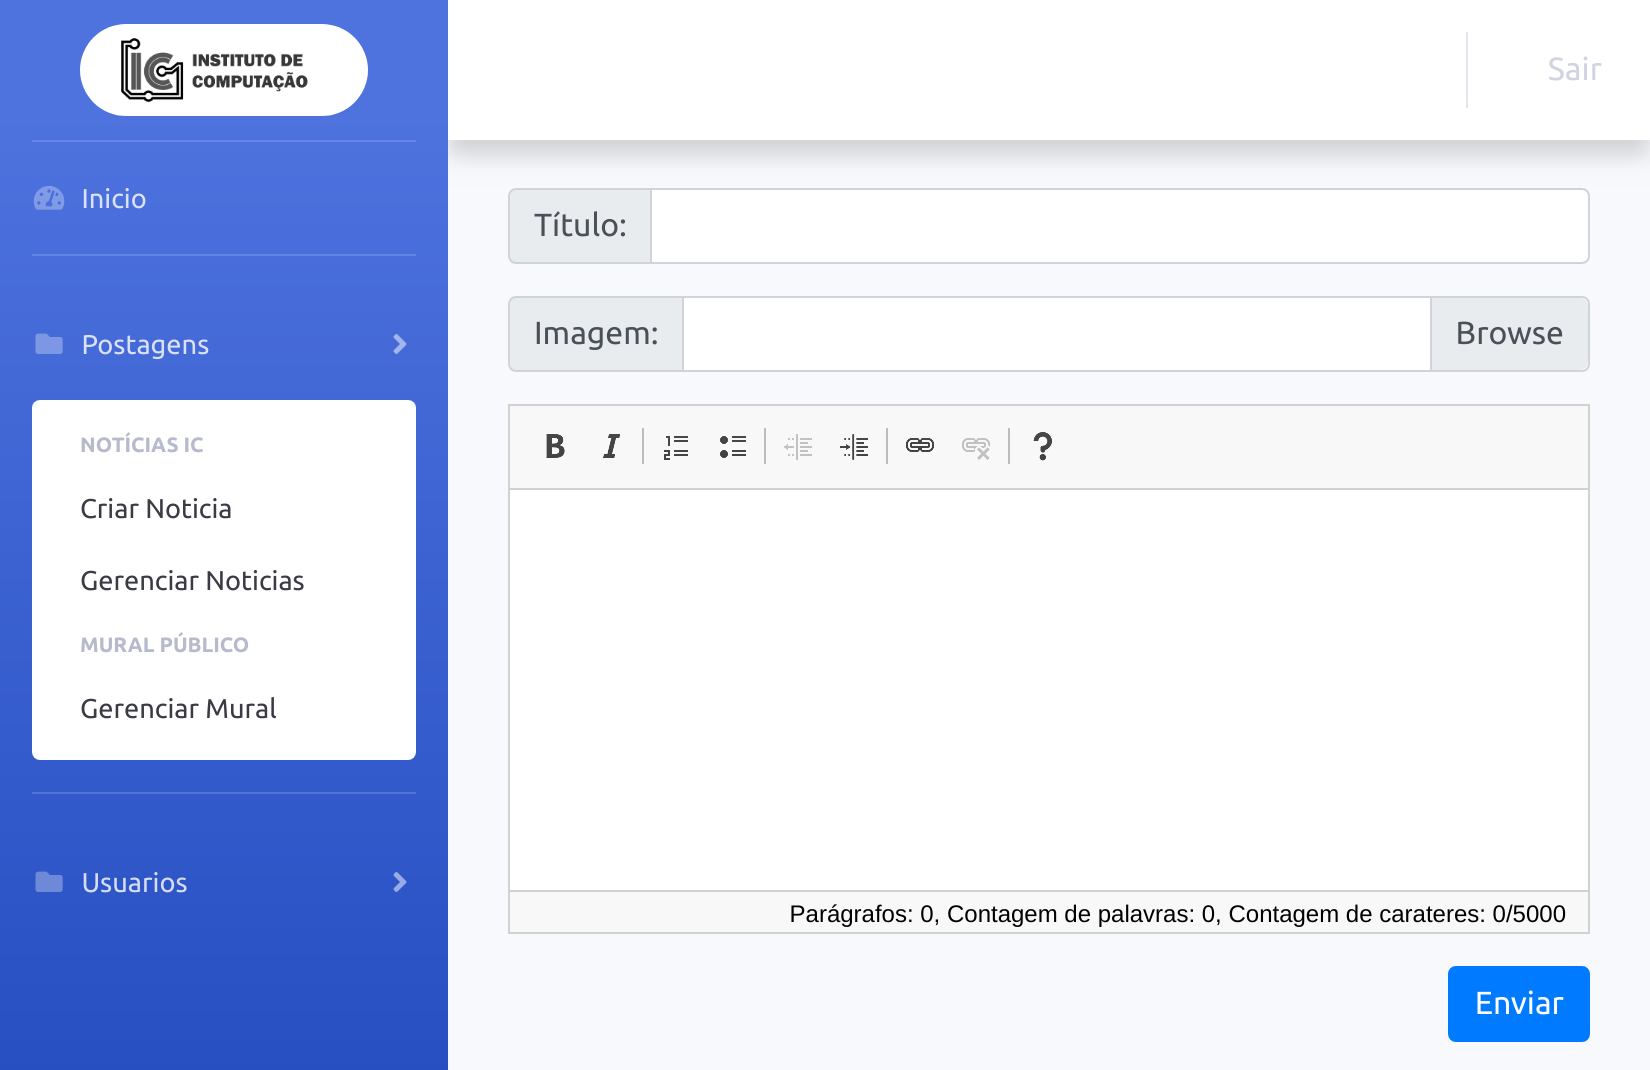 INSTITUTO DE
COMPUTAÇÃO
Sair
Inicio
Postagens
NOTÍCIAS IC
Criar Noticia
Gerenciar Noticias
MURAL PÚBLICO
Gerenciar Mural
Usuarios
Título:
Imagem:
Browse
Parágrafos: 0, Contagem de palavras: 0, Contagem de carateres: 0/5000
Enviar